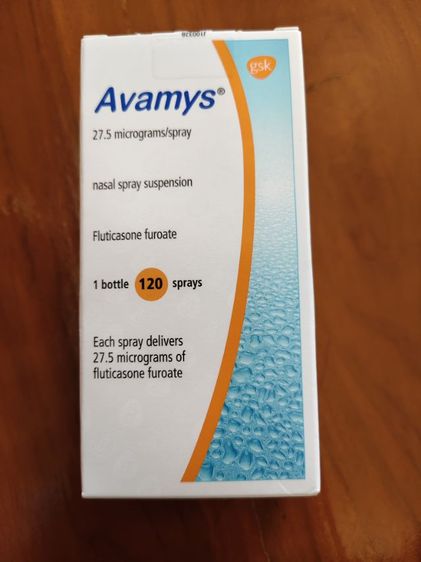 Avamys®
gsk
27.5 micrograms/spray
nasal spray suspension
Fluticasone furoate
1 bottle 120 sprays
Each spray delivers
27.5 micrograms of
fluticasone furoate